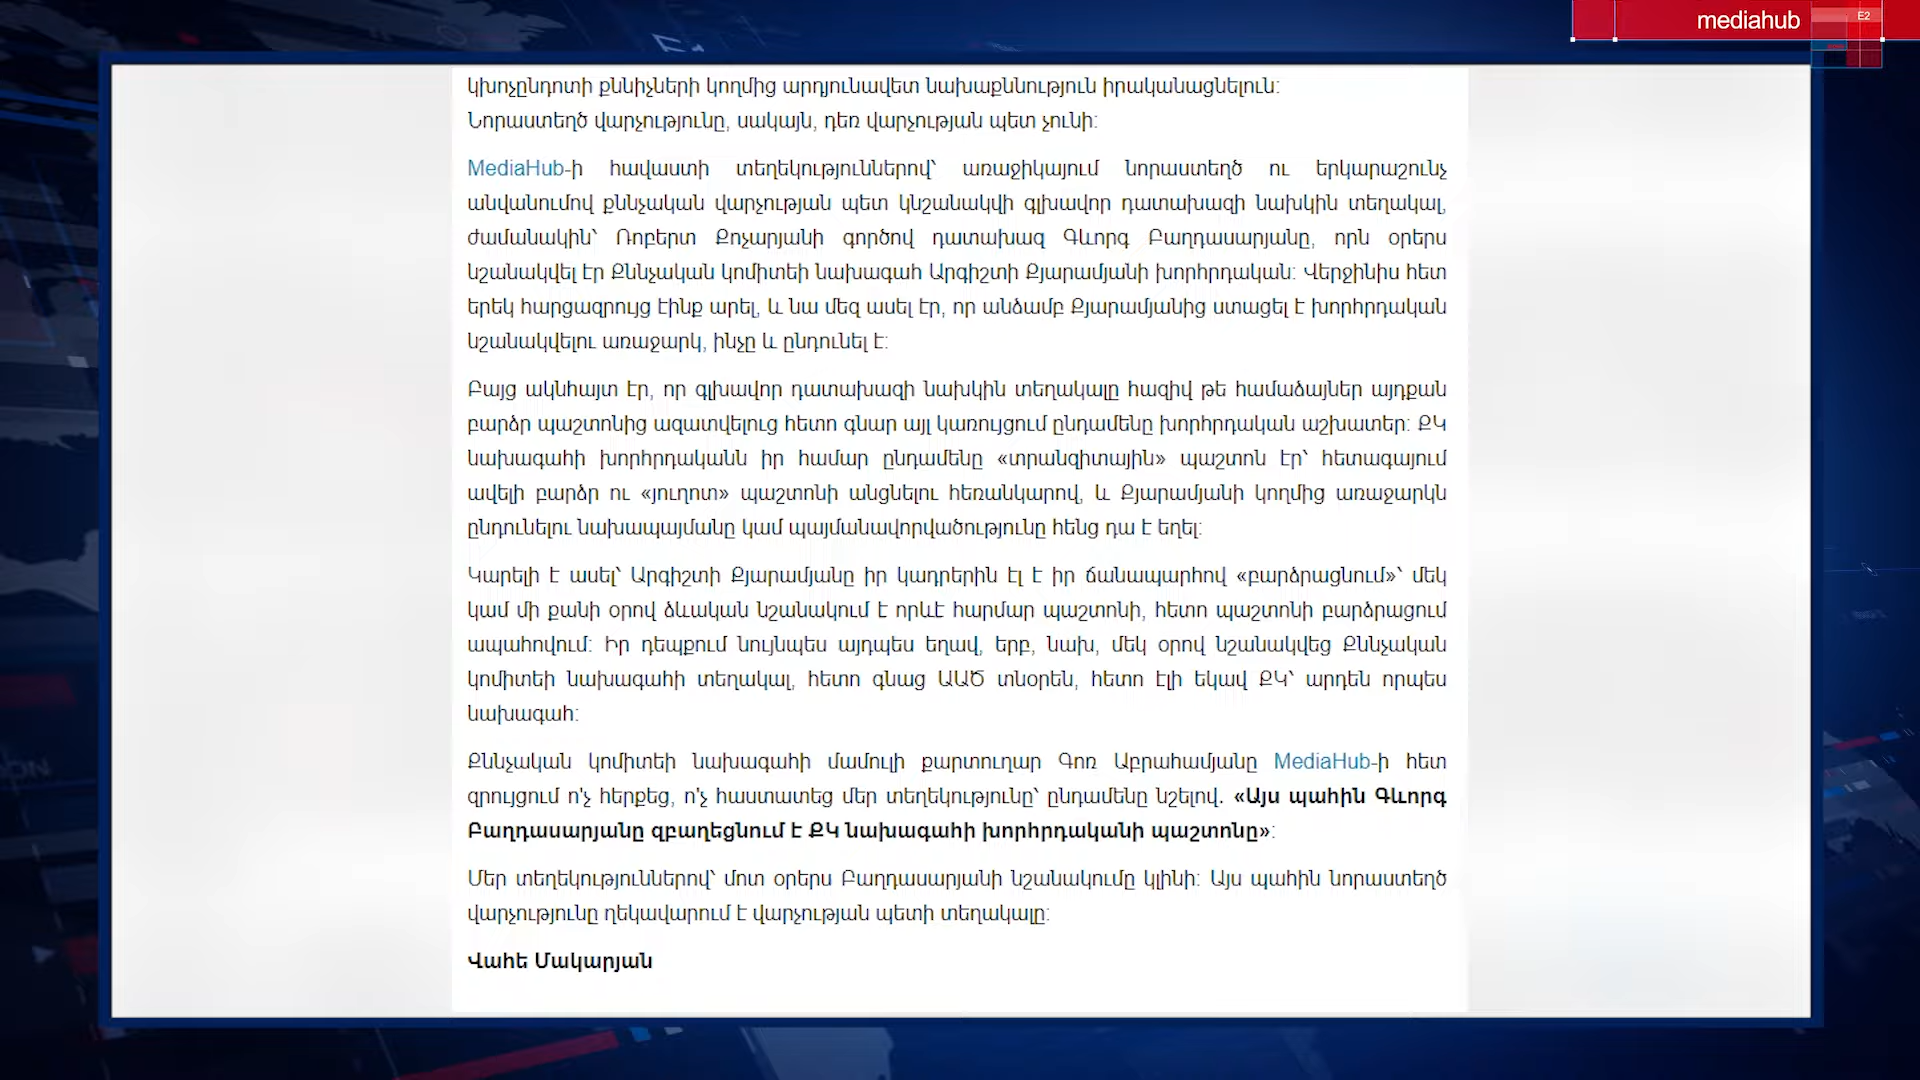 mediahub
E2
կխոչընդոտի քննիչների կողմից արդյունավետ նախաքննություն իրականացնելուն:
Նորաստեղծ վարչությունը, սակայն, դեռ վարչության պետ չունի:
MediaHub-ի հավաստի տեղեկություններով՝ առաջիկայում նորաստեղծ ու երկարաշունչ
անվանումով քննչական վարչության պետ կնշանակվի գլխավոր դատախազի նախկին տեղակալ,
ժամանակին՝ Ռոբերտ Քոչարյանի գործով դատախազ Գևորգ Բաղդասարյանը, որն օրերս
նշանակվել էր Քննչական կոմիտեի նախագահ Արգիշտի Քյարամյանի խորհրդական: Վերջինիս հետ
երեկ հարցազրույց էինք արել, և նա մեզ ասել էր, որ անձամբ Քյարամյանից ստացել է խորհրդական
նշանակվելու առաջարկ, ինչը և ընդունել է:
Բայց ակնհայտ էր, որ գլխավոր դատախազի նախկին տեղակալը հազիվ թե համաձայներ այդքան
բարձր պաշտոնից ազատվելուց հետո գնար այլ կառույցում ընդամենը խորհրդական աշխատեր: ՔԿ
նախագահի խորհրդականն իր համար ընդամենը «տրանզիտային» պաշտոն էր՝ հետագայում
ավելի բարձր ու «յուղոտ» պաշտոնի անցնելու հեռանկարով, և Քյարամյանի կողմից առաջարկն
ընդունելու նախապայմանը կամ պայմանավորվածությունը հենց դա է եղել:
Կարելի է ասել՝ Արգիշտի Քյարամյանը իր կադրերին էլ է իր ճանապարհով «բարձրացնում»՝ մեկ
կամ մի քանի օրով ձևական նշանակում է որևէ հարմար պաշտոնի, հետո պաշտոնի բարձրացում
ապահովում: Իր դեպքում նույնպես այդպես եղավ, երբ, նախ, մեկ օրով նշանակվեց Քննչական
կոմիտեի նախագահի տեղակալ, հետո գնաց ԱԱԾ տնօրեն, հետո էլի եկավ ՔԿ՝ արդեն որպես
նախագահ:
Քննչական կոմիտեի նախագահի մամուլի քարտուղար Գոռ Աբրահամյանը MediaHub-ի հետ
զրույցում ո'չ հերքեց, ո'չ հաստատեց մեր տեղեկությունը՝ ընդամենը նշելով. «Այս պահին Գևորգ
Բաղդասարյանը զբաղեցնում է ՔԿ նախագահի խորհրդականի պաշտոնը»:
Մեր տեղեկություններով՝ մոտ օրերս Բաղդասարյանի նշանակումը կլինի: Այս պահին նորաստեղծ
վարչությունը ղեկավարում է վարչության պետի տեղակալը:
Վահե Մակարյան